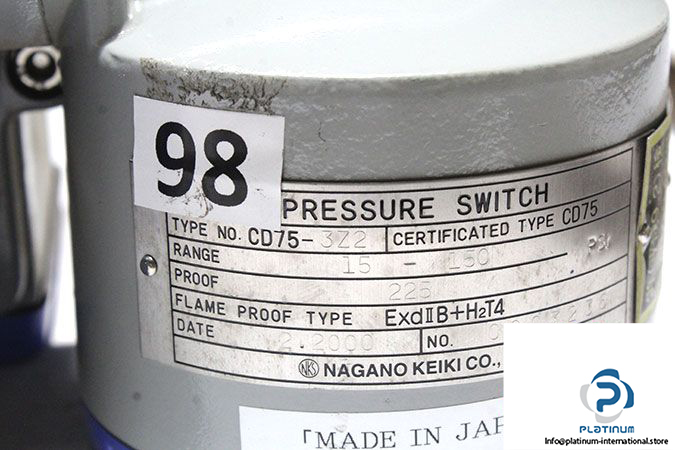 98
PRESSURE SWITCH
TYPE NO. CD75-3Z2 CERTIFICATED TYPE CD75
RANGE 15 - 150 PSI
PROOF 225
FLAME PROOF TYPE ExdⅡB+H₂T4
DATE 2.2000 NO.
NKS NAGANO KEIKI CO.,
「MADE IN JAP
PLATINUM
Info@platinum-international.store